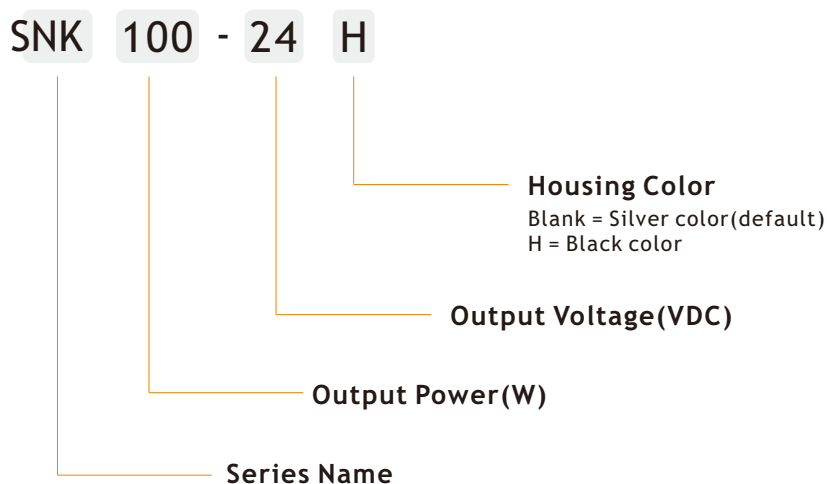 SNK 100 - 24 H
Housing Color
Blank = Silver color(default)
H = Black color
Output Voltage(VDC)
Output Power(W)
Series Name